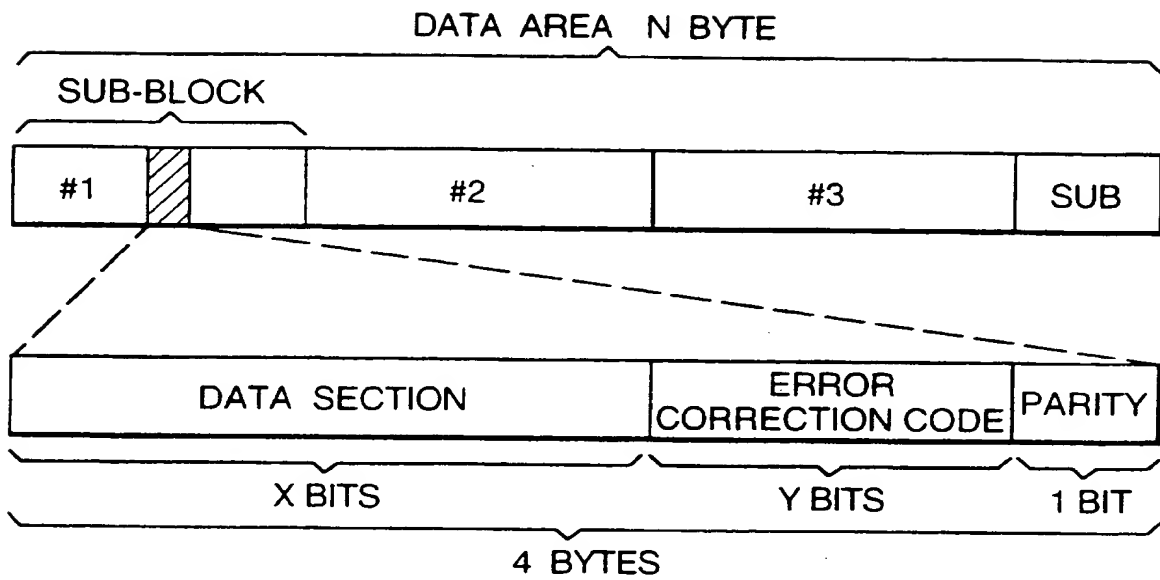 DATA AREA N BYTE
SUB-BLOCK
#1
#2
#3
SUB
DATA SECTION
ERROR
CORRECTION CODE
PARITY
X BITS
Y BITS
1 BIT
4 BYTES